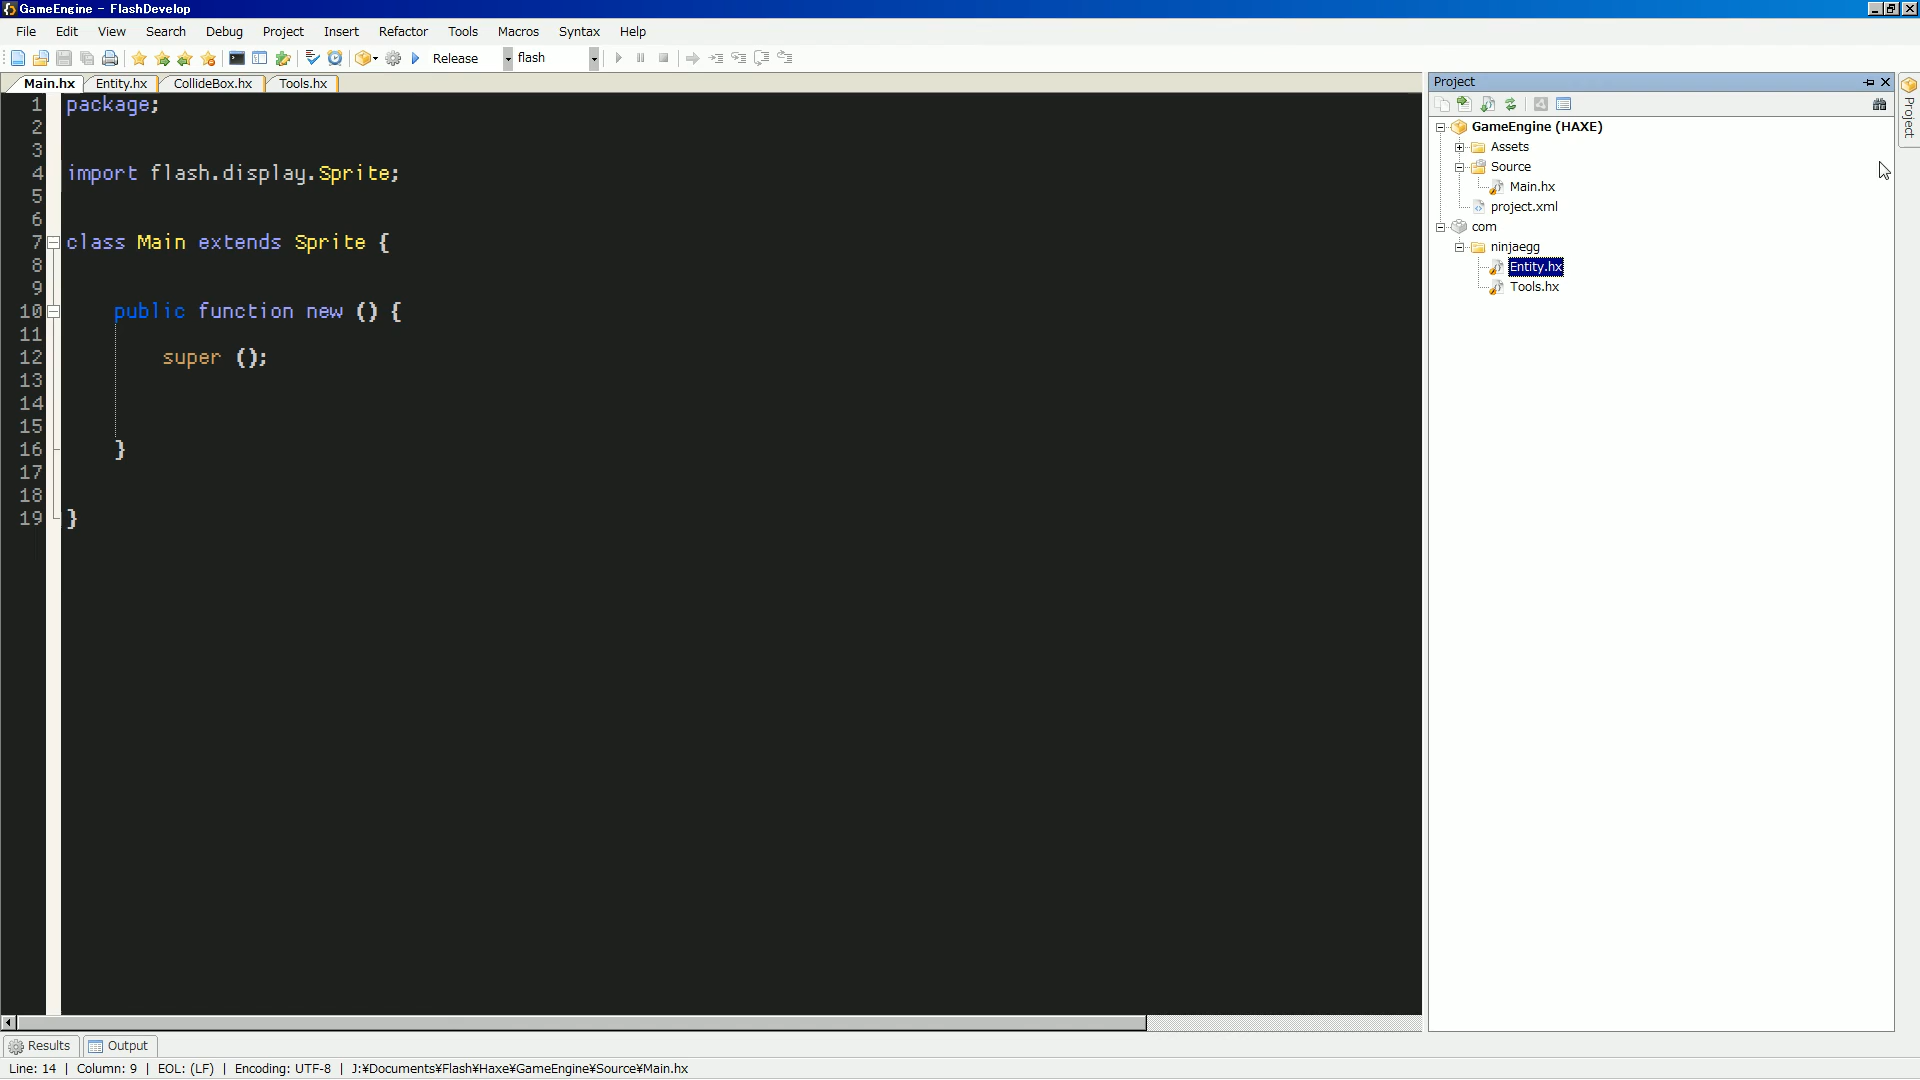 GameEngine - FlashDevelop
File Edit View Search Debug Project Insert Refactor Tools Macros Syntax Help
Release flash
Main.hx Entity.hx CollideBox.hx Tools.hx
1 package;
2
3
4 import flash.display.Sprite;
5
6
7 class Main extends Sprite {
8
9
10 public function new () {
11
12 super ();
13
14
15
16 }
17
18
19 }
Project
GameEngine (HAXE)
Assets
Source
Main.hx
project.xml
com
ninjaegg
Entity.hx
Tools.hx
Project
Results Output
Line: 14 | Column: 9 | EOL: (LF) | Encoding: UTF-8 | J:¥Documents¥Flash¥Haxe¥GameEngine¥Source¥Main.hx